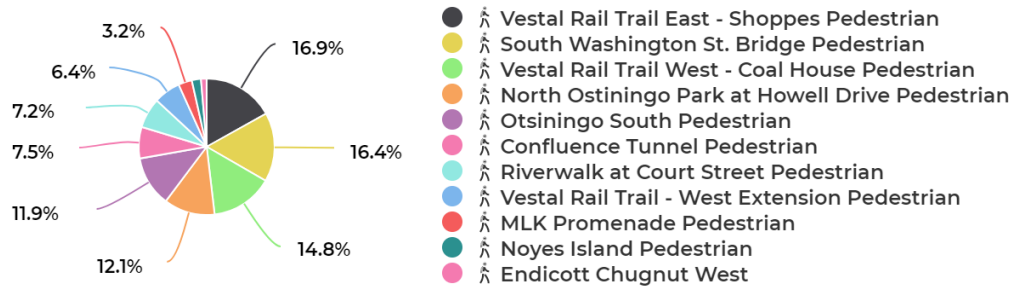 3.2%
16.9%
6.4%
7.2%
7.5%
16.4%
11.9%
14.8%
12.1%
Vestal Rail Trail East - Shoppes Pedestrian
South Washington St. Bridge Pedestrian
Vestal Rail Trail West - Coal House Pedestrian
North Ostiningo Park at Howell Drive Pedestrian
Otsiningo South Pedestrian
Confluence Tunnel Pedestrian
Riverwalk at Court Street Pedestrian
Vestal Rail Trail - West Extension Pedestrian
MLK Promenade Pedestrian
Noyes Island Pedestrian
Endicott Chugnut West